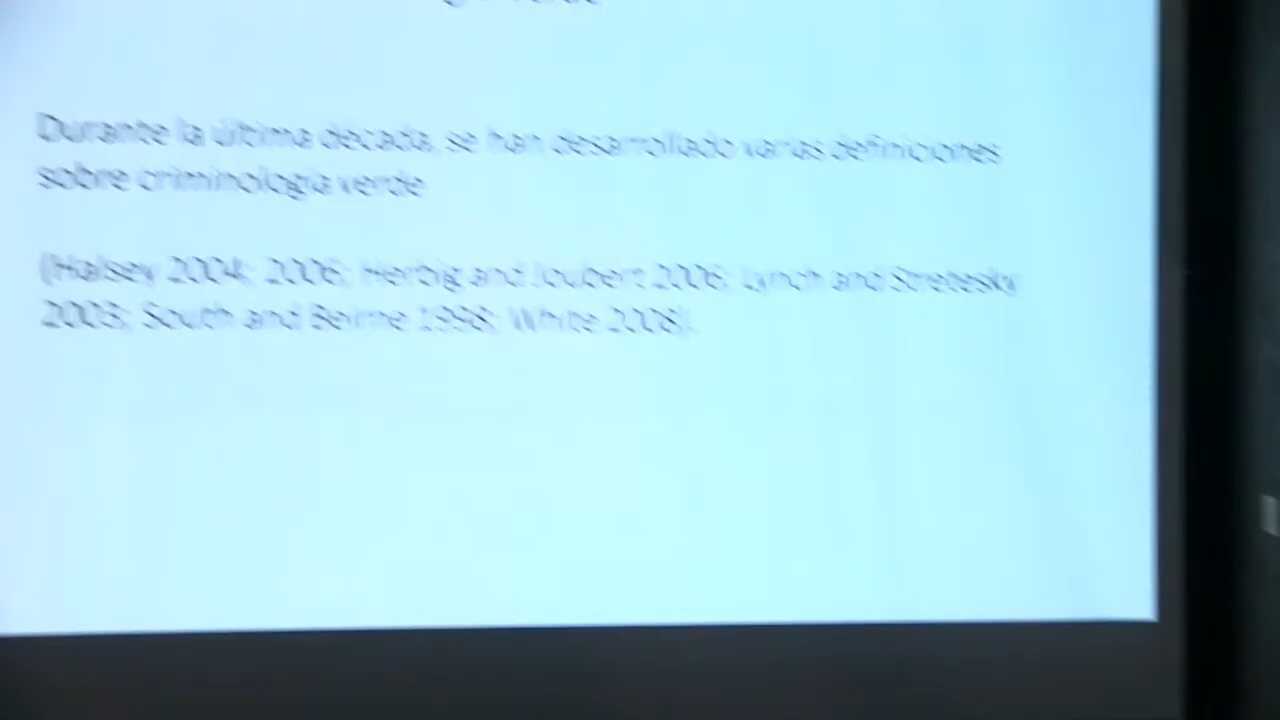 verde
Durante la última década, se han desarrollado varias definiciones
sobre criminología verde
(Halsey 2004; 2006; Herbig and Joubert 2006; Lynch and Stretesky
2003; South and Beirne 1998; White 2008).